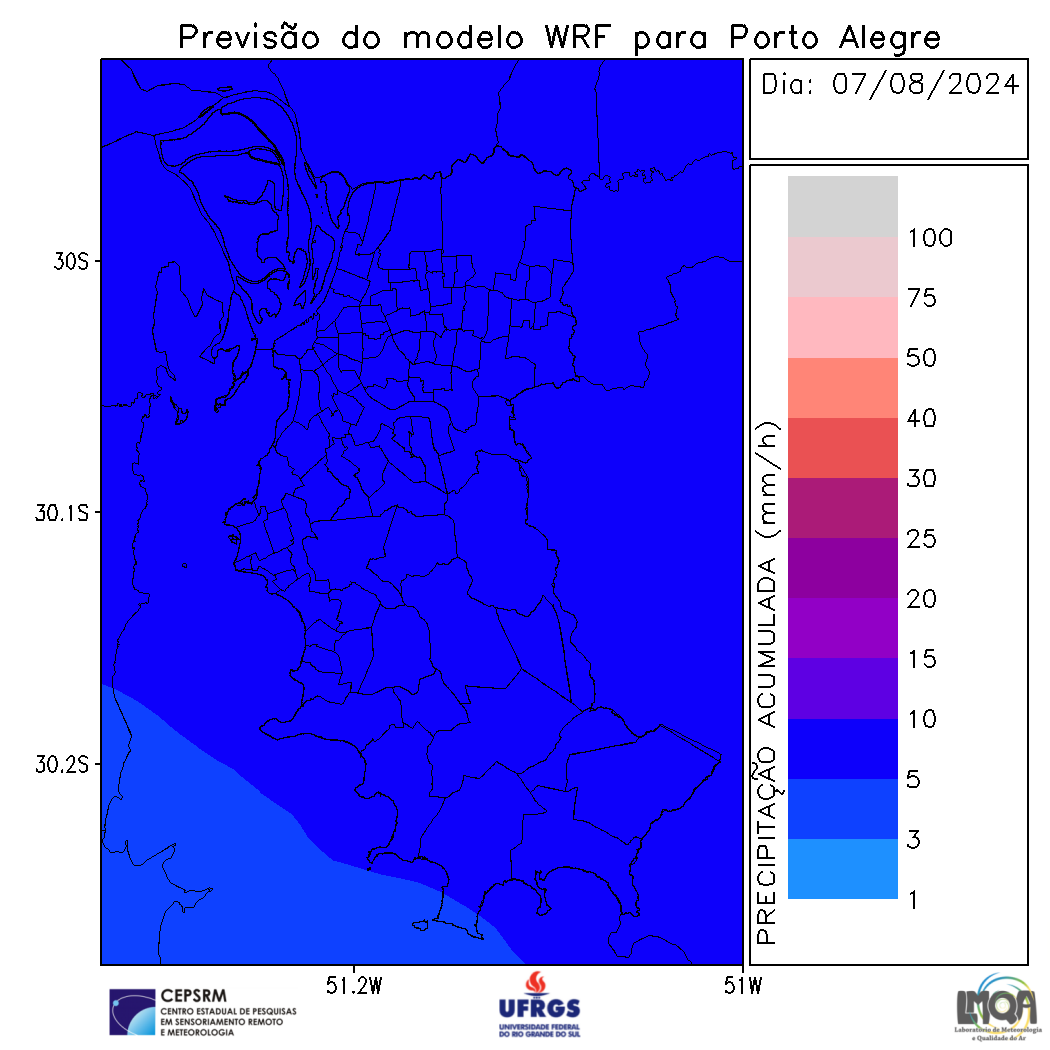 Previsão do modelo WRF para Porto Alegre
Dia: 07/08/2024
100
75
50
40
30
25
20
15
10
5
3
1
PRECIPITAÇÃO ACUMULADA (mm/h)
30S
30.1S
30.2S
51.2W
51W
CEPSRM
CENTRO ESTADUAL DE PESQUISAS
EM SENSORIAMENTO REMOTO
E METEOROLOGIA
UFRGS
UNIVERSIDADE FEDERAL
DO RIO GRANDE DO SUL
LMQA
Laboratório de Meteorologia
e Qualidade do Ar